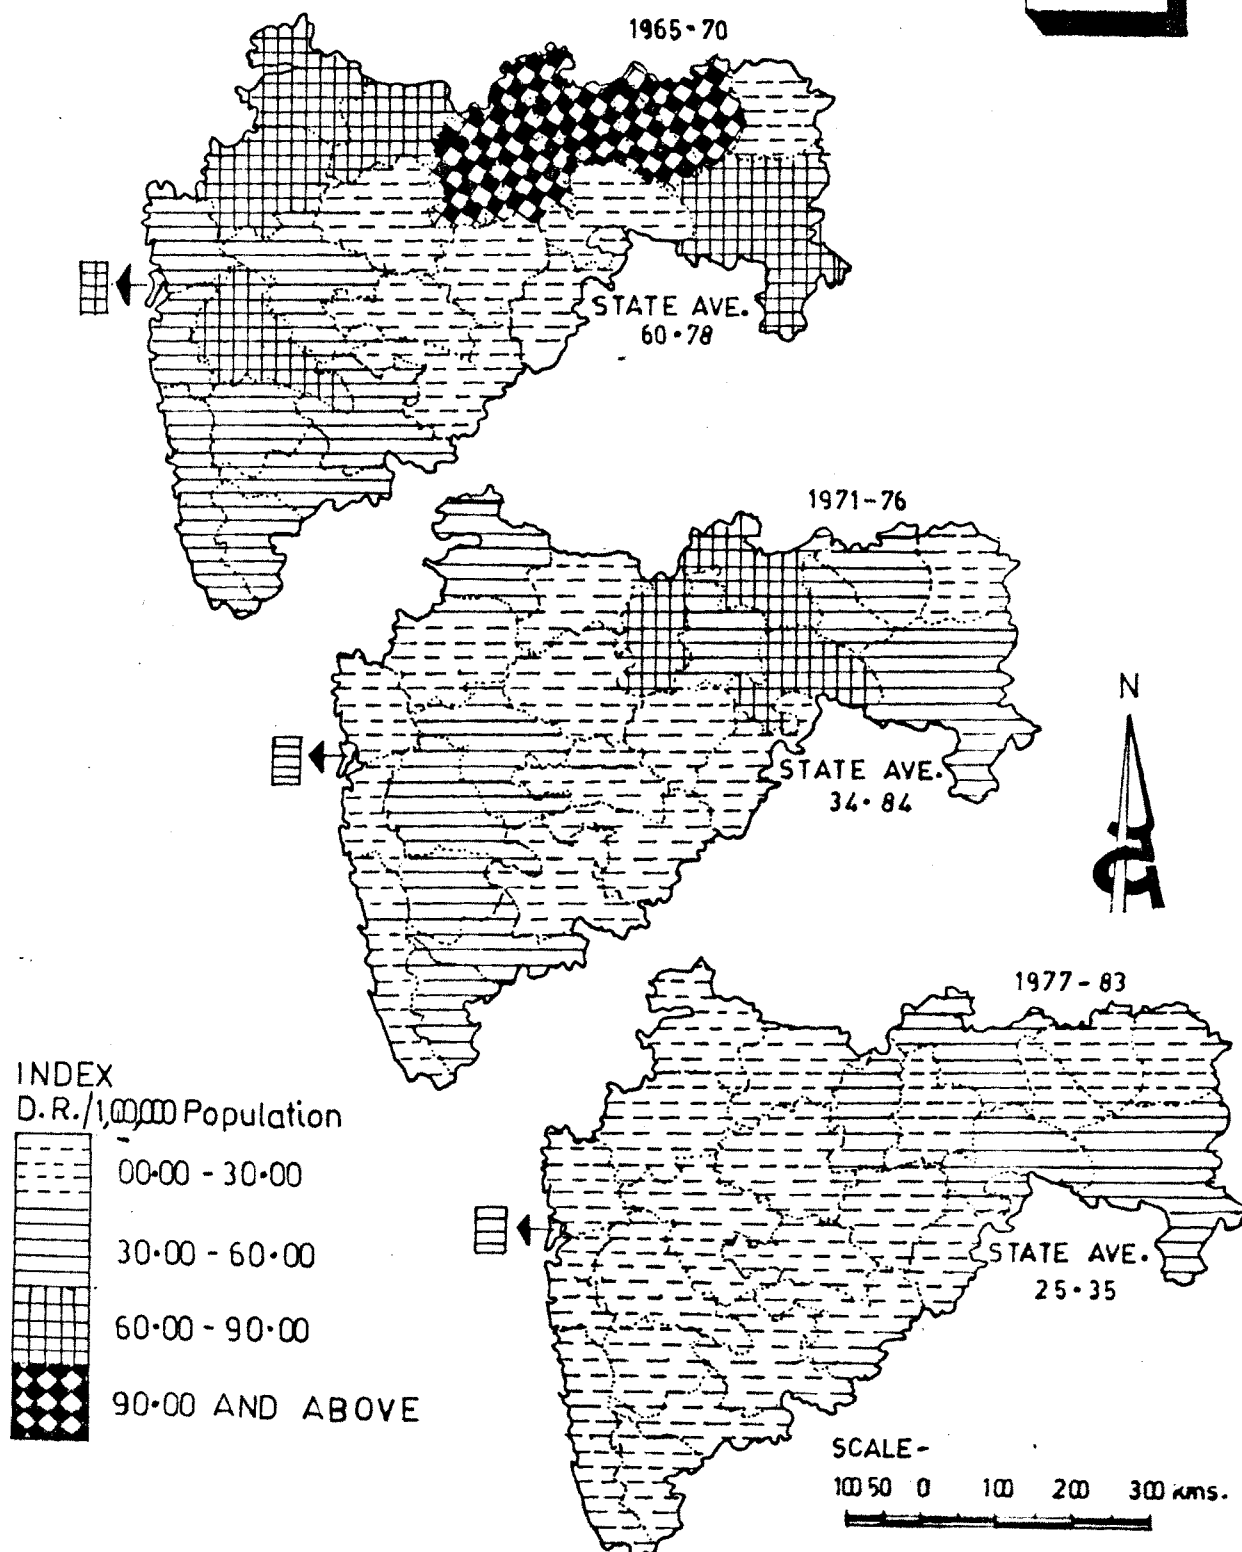 1965-70
STATE AVE.
60·78
1971-76
N
STATE AVE.
34·84
1977-83
STATE AVE.
25·35
INDEX
D.R./1,00,000 Population
00·00 - 30·00
30·00 - 60·00
60·00 - 90·00
90·00 AND ABOVE
SCALE-
100 50 0 100 200 300 kms.